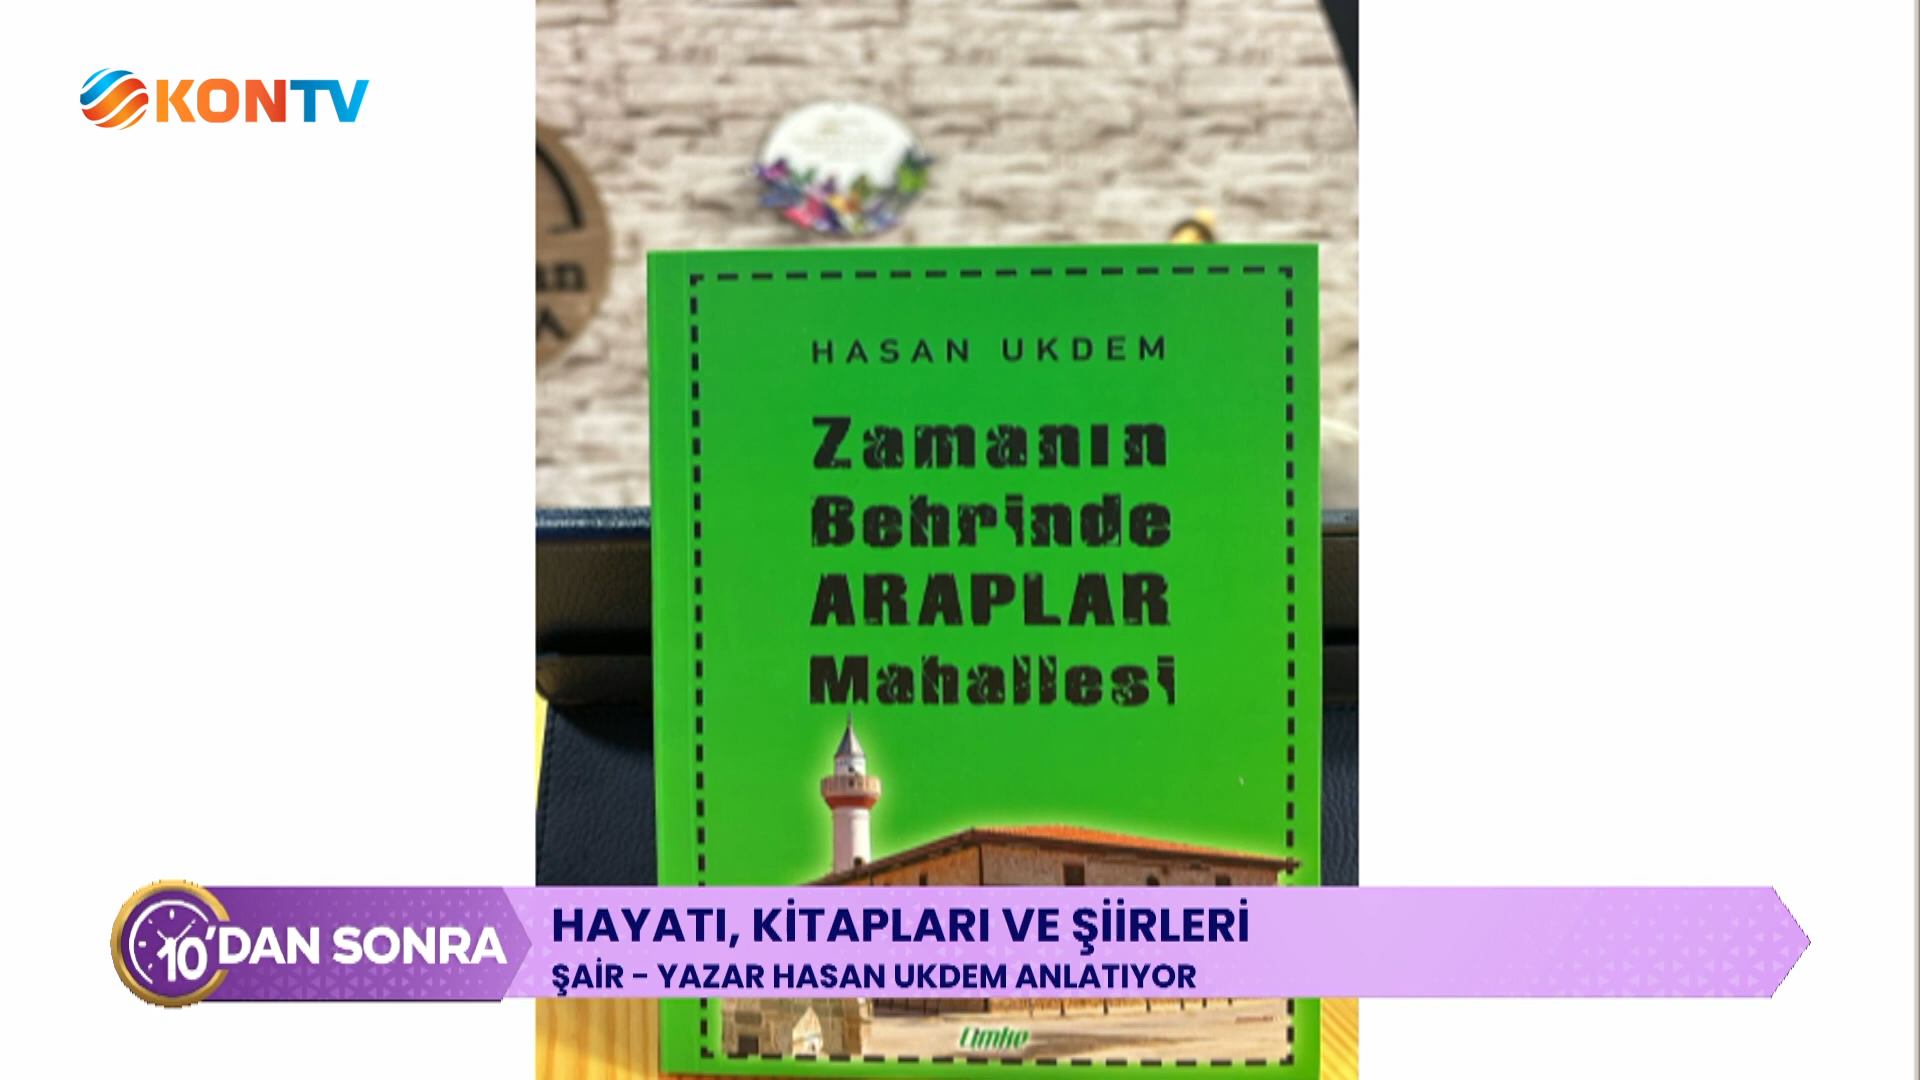 KONTV
HASAN UKDEM
Zamanın
Behrinde
ARAPLAR
Mahallesi
10'DAN SONRA
HAYATI, KİTAPLARI VE ŞİİRLERİ
ŞAİR - YAZAR HASAN UKDEM ANLATIYOR